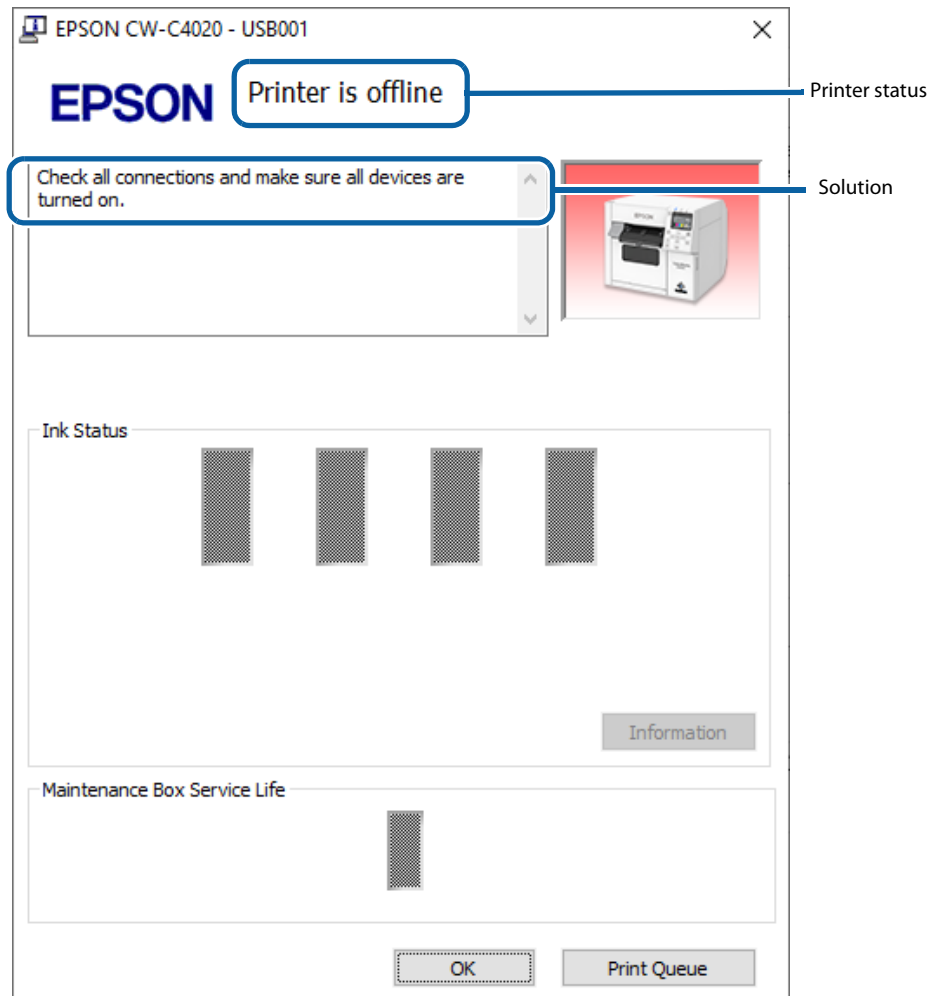 EPSON CW-C4020 - USB001
EPSON
Printer is offline
Printer status
Check all connections and make sure all devices are
turned on.
Solution
EPSON
Ink Status
Information
Maintenance Box Service Life
OK
Print Queue